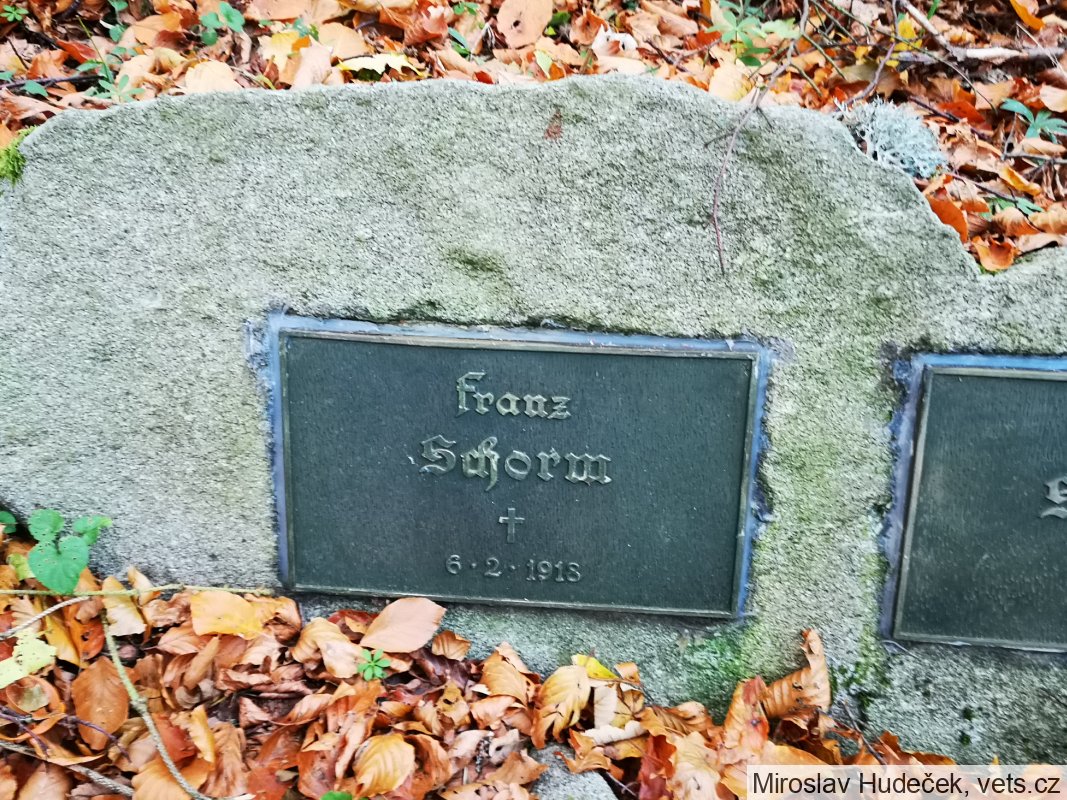 Franz
Schorm
†
6·2·1918
Miroslav Hudeček, vets.cz